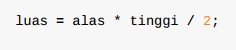 luas = alas * tinggi / 2;